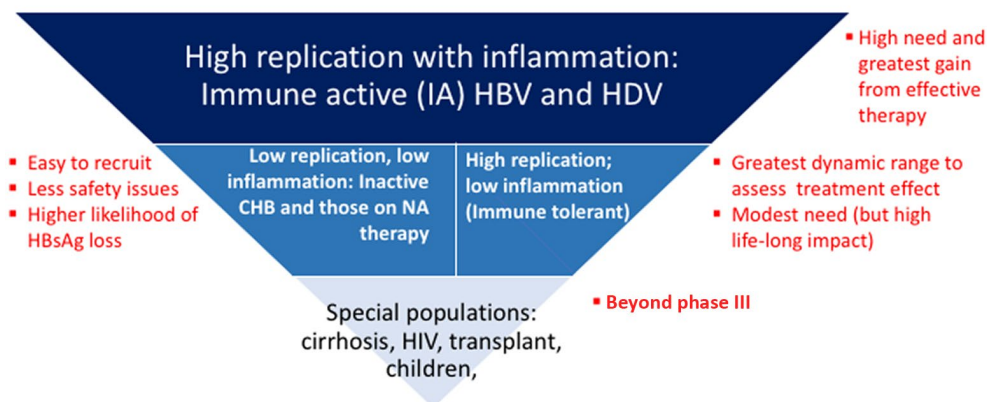 High replication with inflammation:
Immune active (IA) HBV and HDV
▪ High need and
greatest gain
from effective
therapy
▪ Easy to recruit
▪ Less safety issues
▪ Higher likelihood of
HBsAg loss
Low replication, low
inflammation: Inactive
CHB and those on NA
therapy
High replication;
low inflammation
(Immune tolerant)
▪ Greatest dynamic range to
assess treatment effect
▪ Modest need (but high
life-long impact)
Special populations:
cirrhosis, HIV, transplant,
children,
▪ Beyond phase III